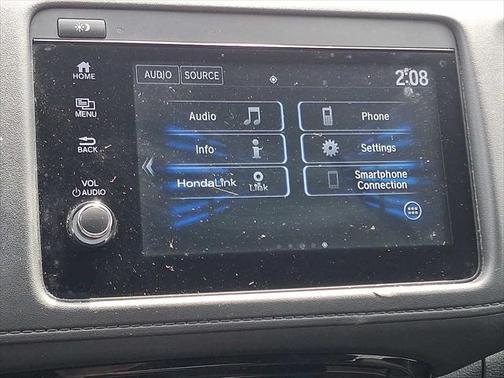 HOME
MENU
BACK
VOL
AUDIO
AUDIO SOURCE
2:08
Audio
Phone
Info
Settings
HondaLink
Link
Smartphone
Connection